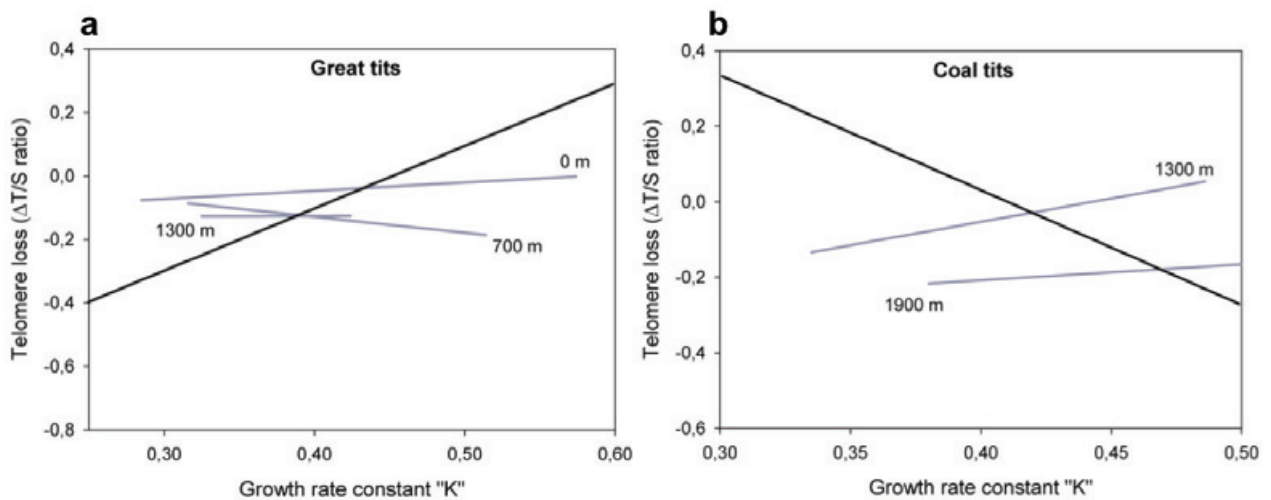 a
Great tits
Telomere loss (ΔT/S ratio)
0,4
0,2
0,0
-0,2
-0,4
-0,6
-0,8
0 m
1300 m
700 m
0,30
0,40
0,50
0,60
Growth rate constant "K"
b
Coal tits
Telomere loss (ΔT/S ratio)
0,4
0,2
0,0
-0,2
-0,4
-0,6
1300 m
1900 m
0,30
0,35
0,40
0,45
0,50
Growth rate constant "K"